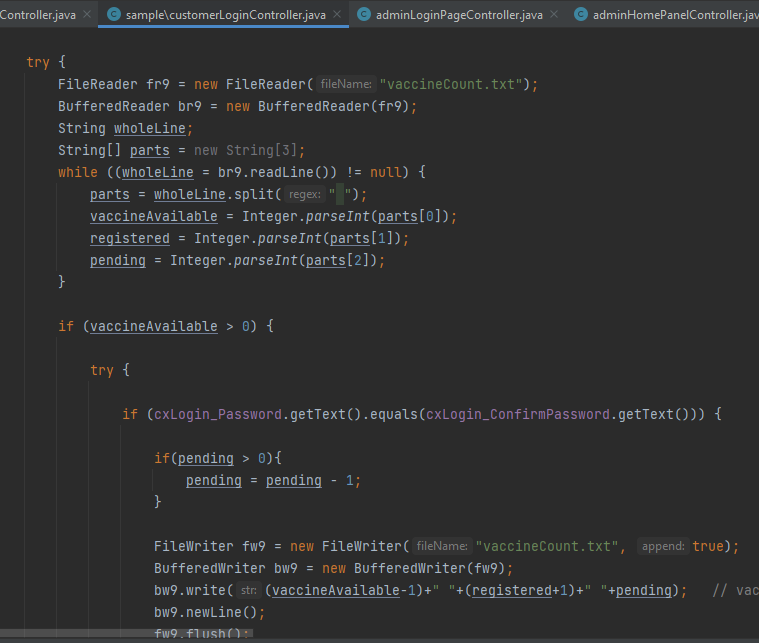 Controller.java sample\customerLoginController.java adminLoginPageController.java adminHomePanelController.jav
try {
FileReader fr9 = new FileReader( fileName: "vaccineCount.txt");
BufferedReader br9 = new BufferedReader(fr9);
String wholeLine;
String[] parts = new String[3];
while ((wholeLine = br9.readLine()) != null) {
parts = wholeLine.split( regex: " ");
vaccineAvailable = Integer.parseInt(parts[0]);
registered = Integer.parseInt(parts[1]);
pending = Integer.parseInt(parts[2]);
}
if (vaccineAvailable > 0) {
try {
if (cxLogin_Password.getText().equals(cxLogin_ConfirmPassword.getText())) {
if(pending > 0){
pending = pending - 1;
}
FileWriter fw9 = new FileWriter( fileName: "vaccineCount.txt", append: true);
BufferedWriter bw9 = new BufferedWriter(fw9);
bw9.write( str: (vaccineAvailable-1)+" "+(registered+1)+" "+pending); // vac
bw9.newLine();
fw9.flush();